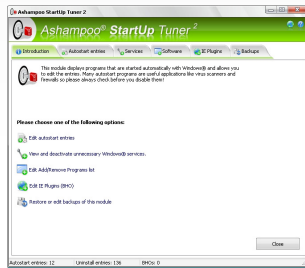 Ashampoo StartUp Tuner 2
Ashampoo® StartUp Tuner 2
Introduction Autostart entries Services Software IE Plugins Backups
This module displays programs that are started automatically with Windows® and allows you
to edit the entries. Many autostart programs are useful applications like virus scanners and
firewalls so please always check before you disable them!
Please choose one of the following options:
Edit autostart entries
View and deactivate unnecessary Windows® services.
Edit Add/Remove Programs list
Edit IE Plugins (BHO)
Restore or edit backups of this module
Close
Autostart entries: 12 Uninstall entries: 136 BHOs: 0